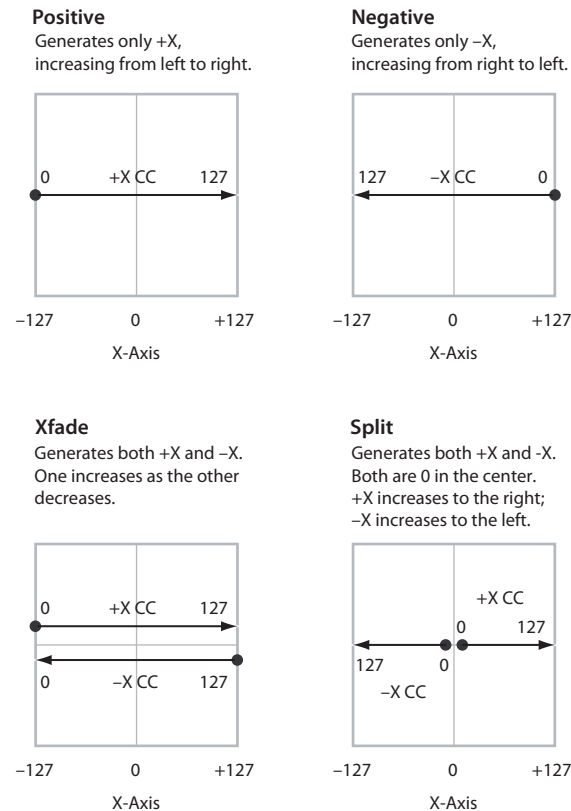 Positive
Generates only +X,
increasing from left to right.
0 +X CC 127
–127 0 +127
X-Axis
Negative
Generates only –X,
increasing from right to left.
127 –X CC 0
–127 0 +127
X-Axis
Xfade
Generates both +X and –X.
One increases as the other
decreases.
0 +X CC 127
0 –X CC 127
–127 0 +127
X-Axis
Split
Generates both +X and -X.
Both are 0 in the center.
+X increases to the right;
–X increases to the left.
+X CC
0 127
127 0
–X CC
–127 0 +127
X-Axis